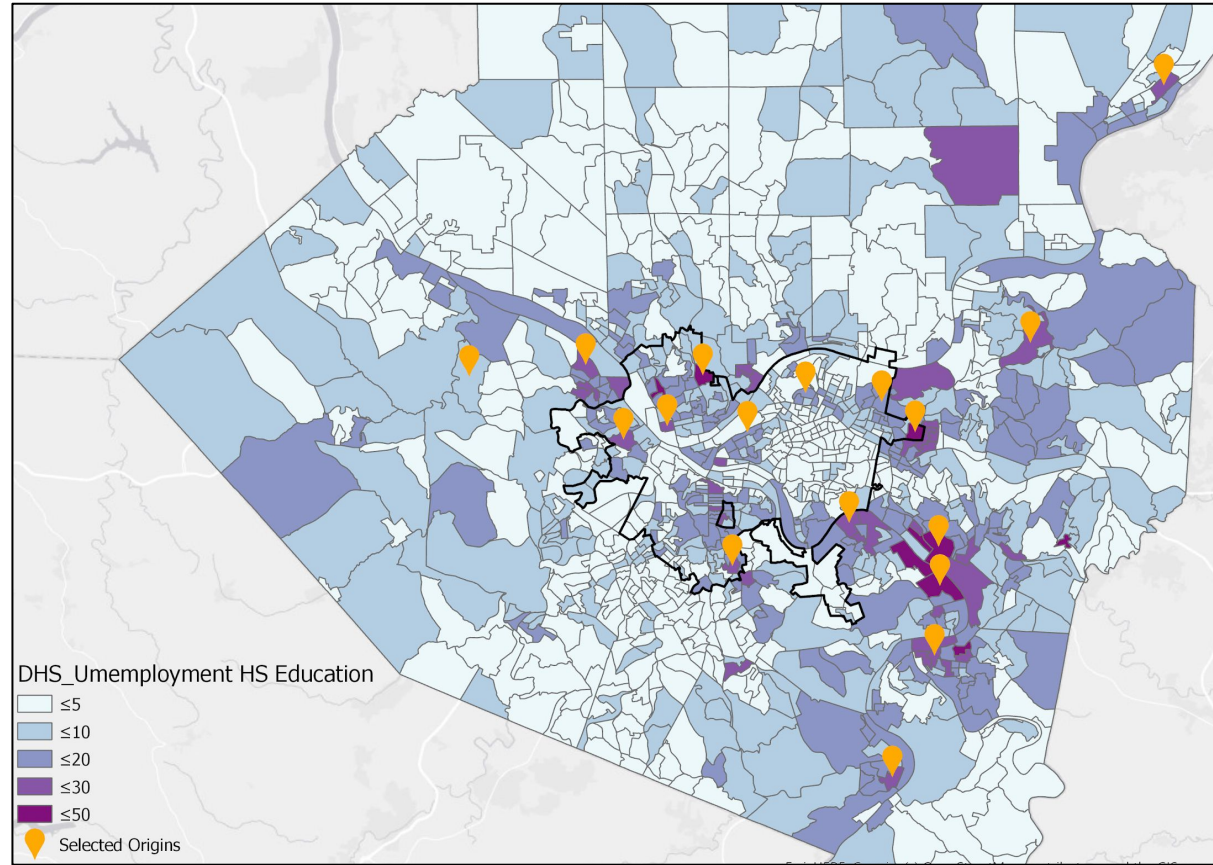 DHS_Umemployment HS Education
≤5
≤10
≤20
≤30
≤50
Selected Origins